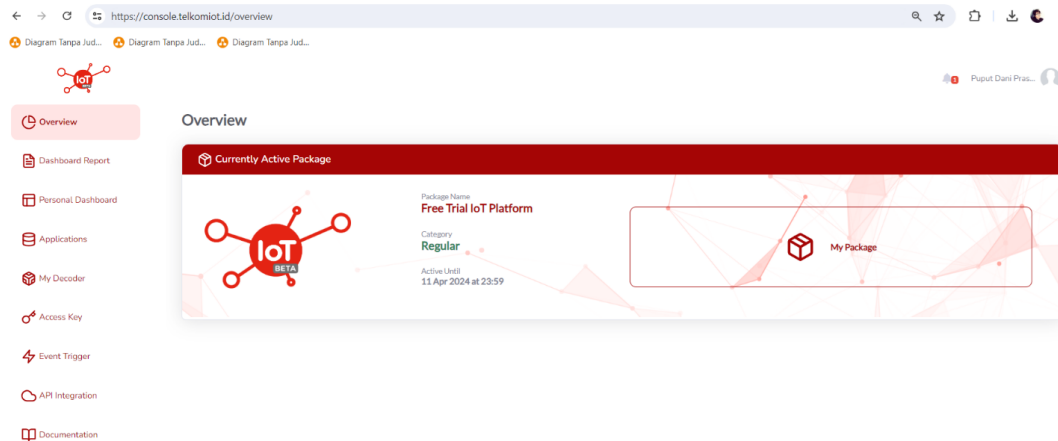 https://console.telkomiot.id/overview
Diagram Tanpa Jud... Diagram Tanpa Jud... Diagram Tanpa Jud...
IoT
BETA
3 Puput Dani Pras...
Overview
Dashboard Report
Personal Dashboard
Applications
My Decoder
Access Key
Event Trigger
API Integration
Documentation
Overview
Currently Active Package
IoT
BETA
Package Name
Free Trial IoT Platform
Category
Regular
Active Until
11 Apr 2024 at 23:59
My Package